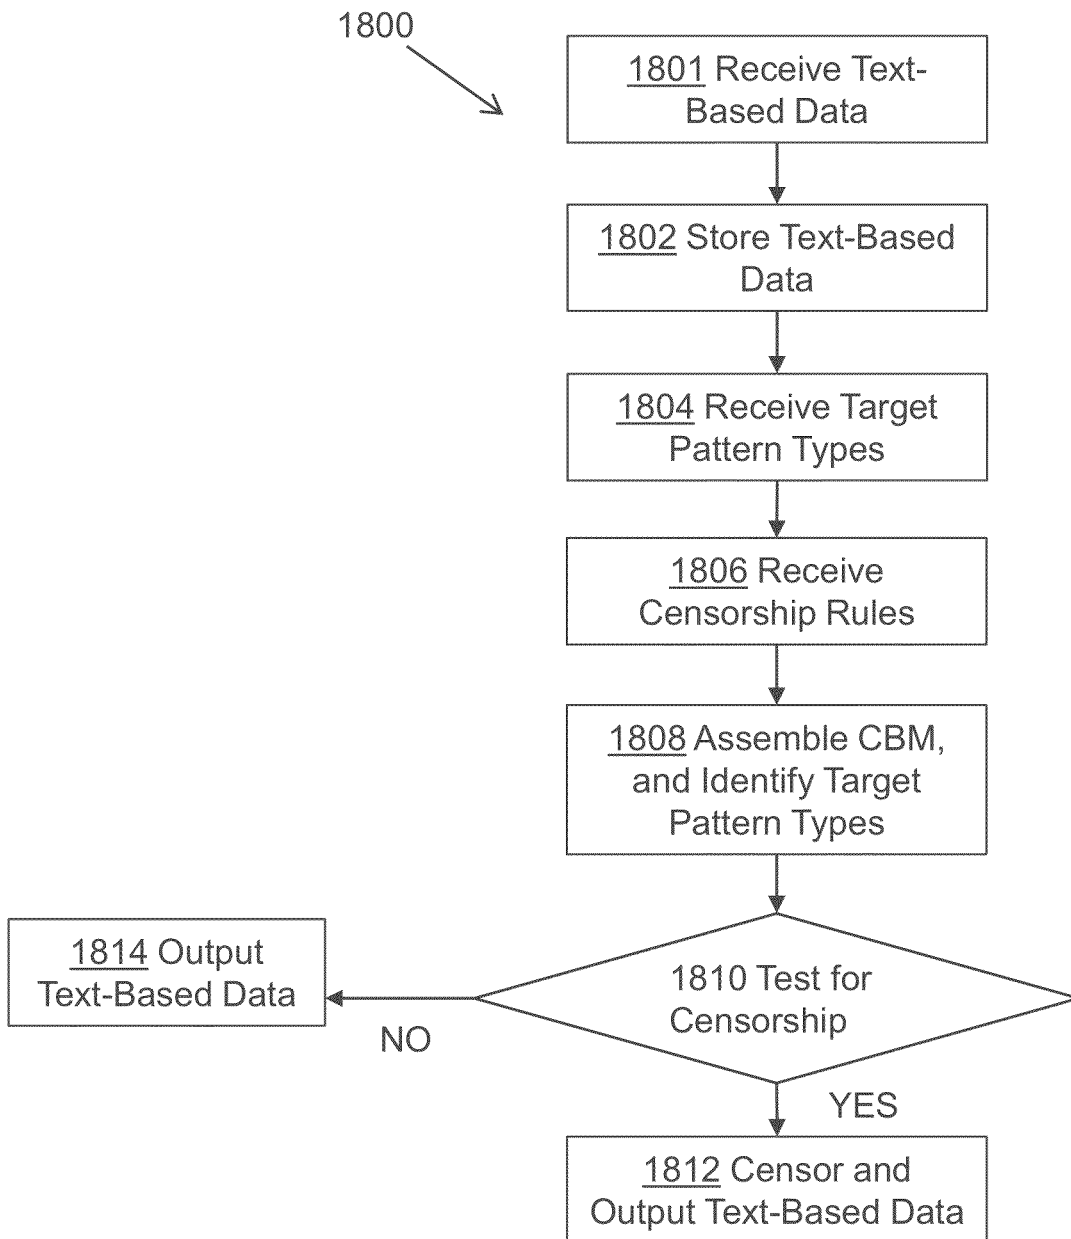 1800
1801 Receive Text-
Based Data
1802 Store Text-Based
Data
1804 Receive Target
Pattern Types
1806 Receive
Censorship Rules
1808 Assemble CBM,
and Identify Target
Pattern Types
1810 Test for
Censorship
1814 Output
Text-Based Data
NO
YES
1812 Censor and
Output Text-Based Data